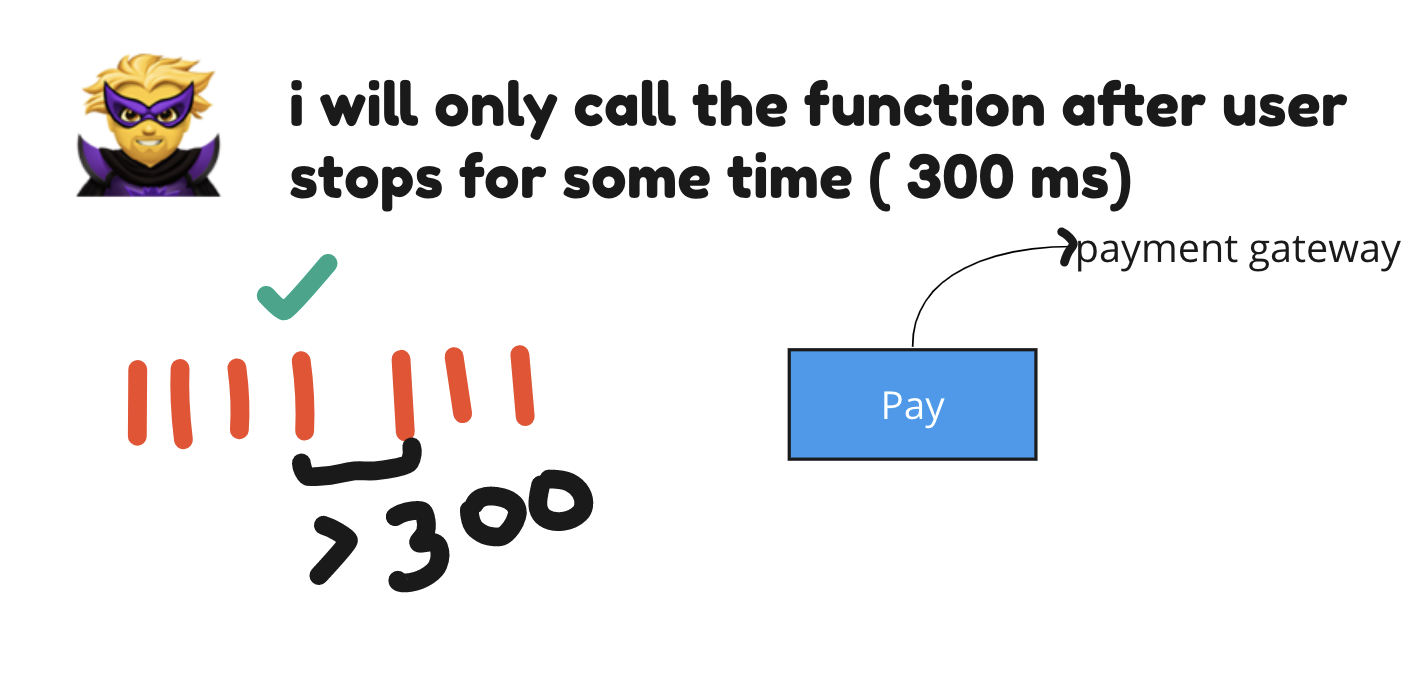 i will only call the function after user
stops for some time ( 300 ms)
payment gateway
Pay
> 300